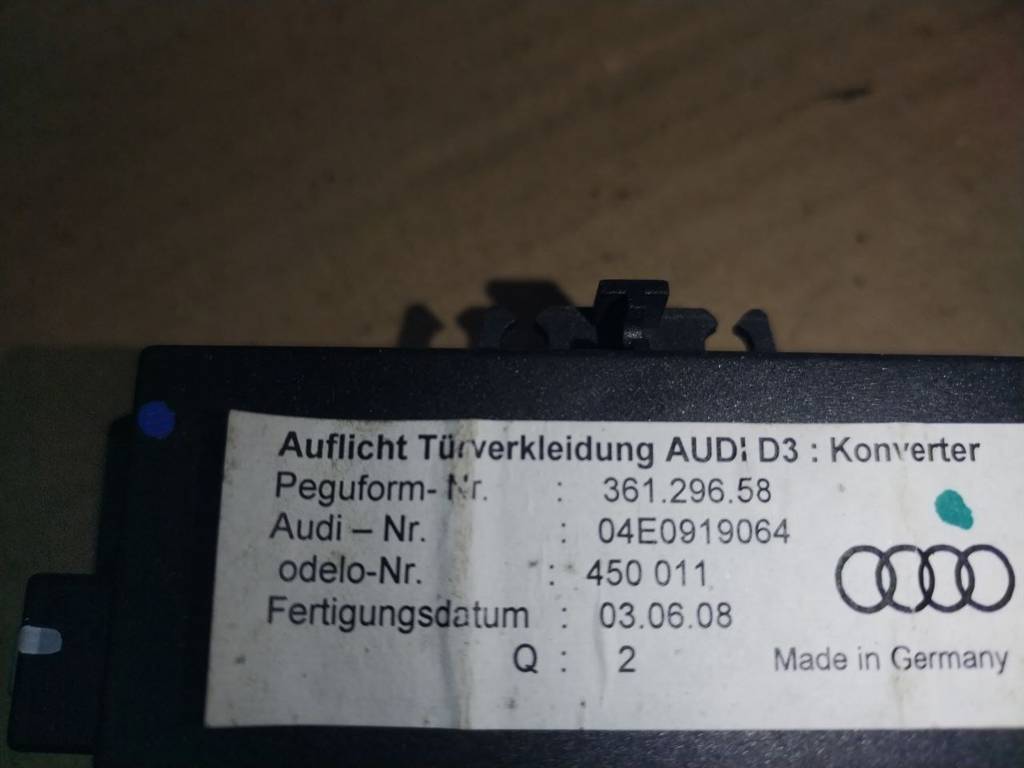 Auflicht Türverkleidung AUDI D3 : Konverter
Peguform- Nr. : 361.296.58
Audi – Nr. : 04E0919064
odelo-Nr. : 450 011
Fertigungsdatum : 03.06.08
Q : 2
Made in Germany